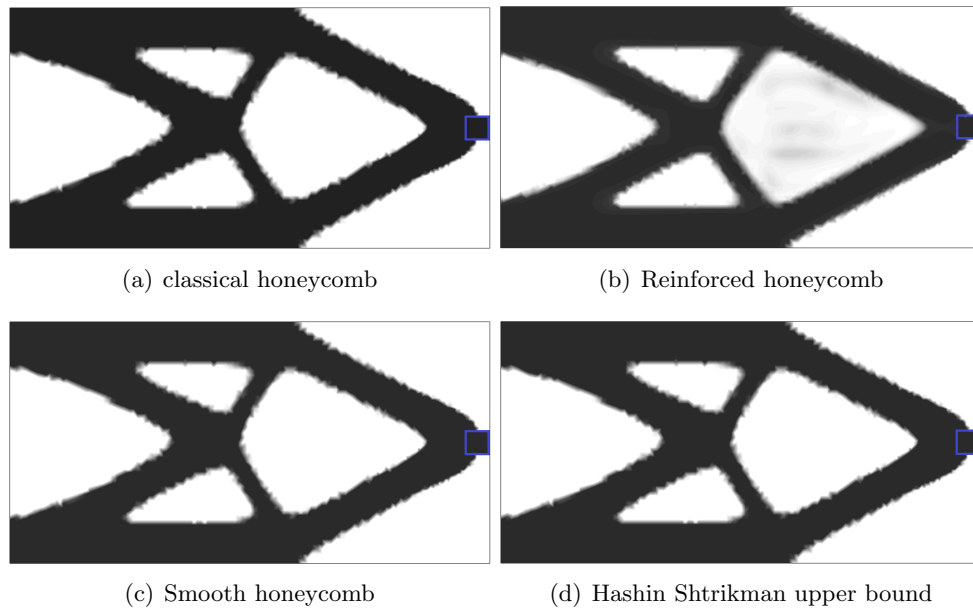 (a) classical honeycomb
(b) Reinforced honeycomb
(c) Smooth honeycomb
(d) Hashin Shtrikman upper bound